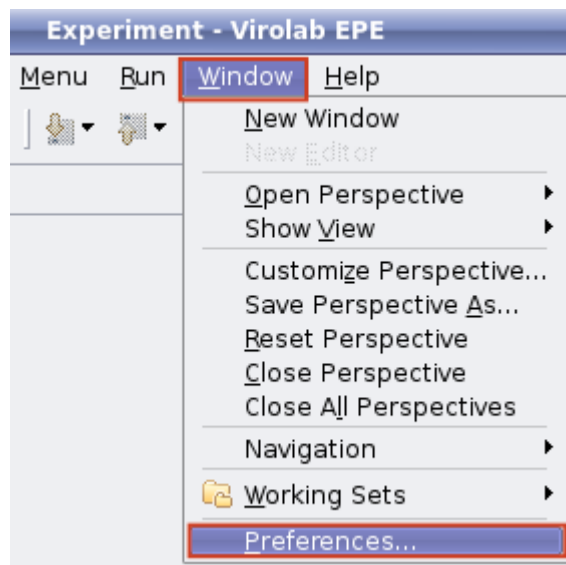 Experiment - Virolab EPE
Menu Run Window Help
New Window
New Editor
Open Perspective
Show View
Customize Perspective...
Save Perspective As...
Reset Perspective
Close Perspective
Close All Perspectives
Navigation
Working Sets
Preferences...